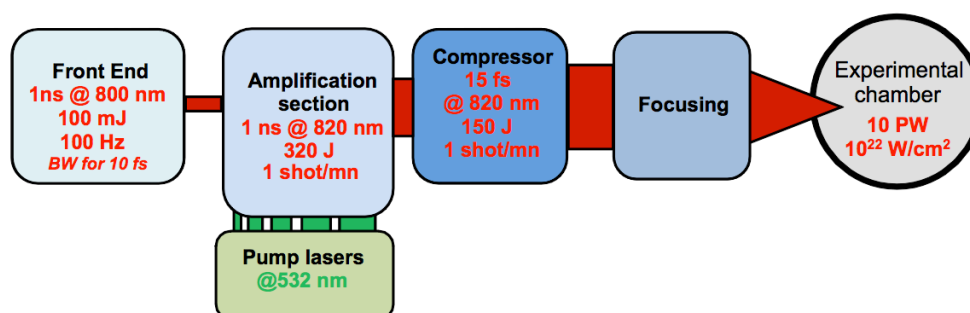 Front End
1ns @ 800 nm
100 mJ
100 Hz
BW for 10 fs
Amplification
section
1 ns @ 820 nm
320 J
1 shot/mn
Pump lasers
@532 nm
Compressor
15 fs
@ 820 nm
150 J
1 shot/mn
Focusing
Experimental
chamber
10 PW
10²² W/cm²